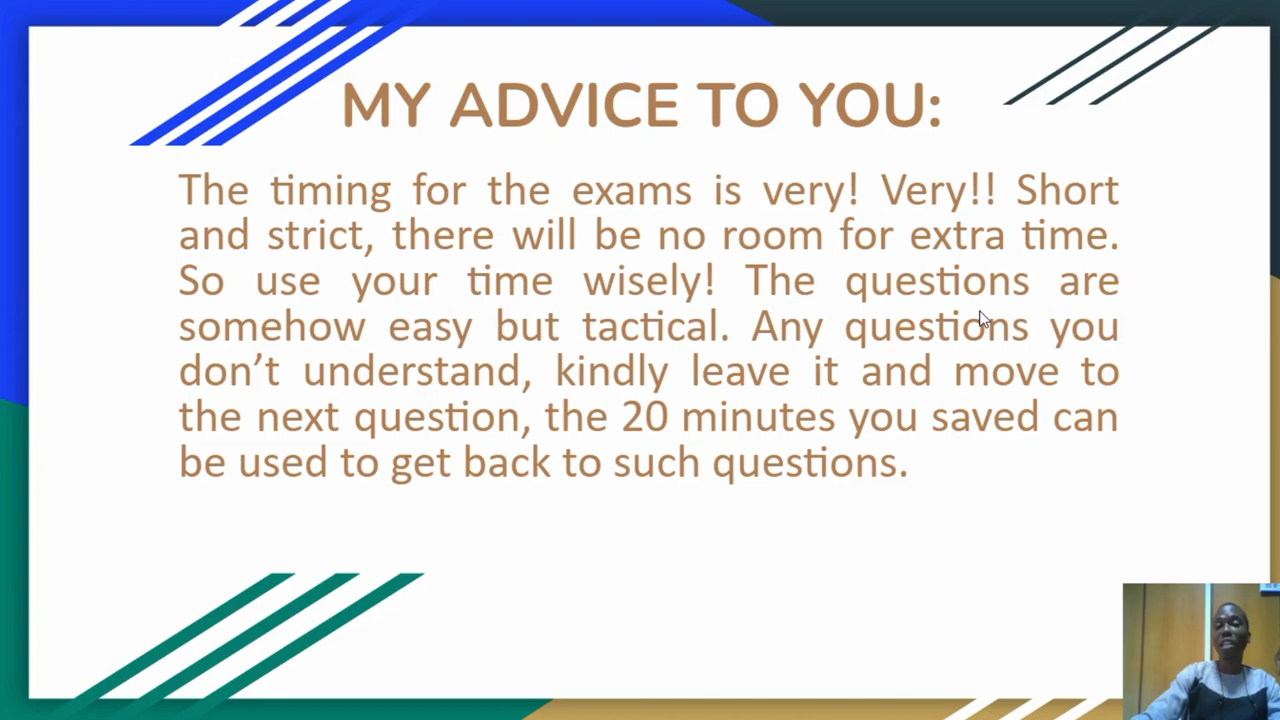 MY ADVICE TO YOU:
The timing for the exams is very! Very!! Short
and strict, there will be no room for extra time.
So use your time wisely! The questions are
somehow easy but tactical. Any questions you
don’t understand, kindly leave it and move to
the next question, the 20 minutes you saved can
be used to get back to such questions.